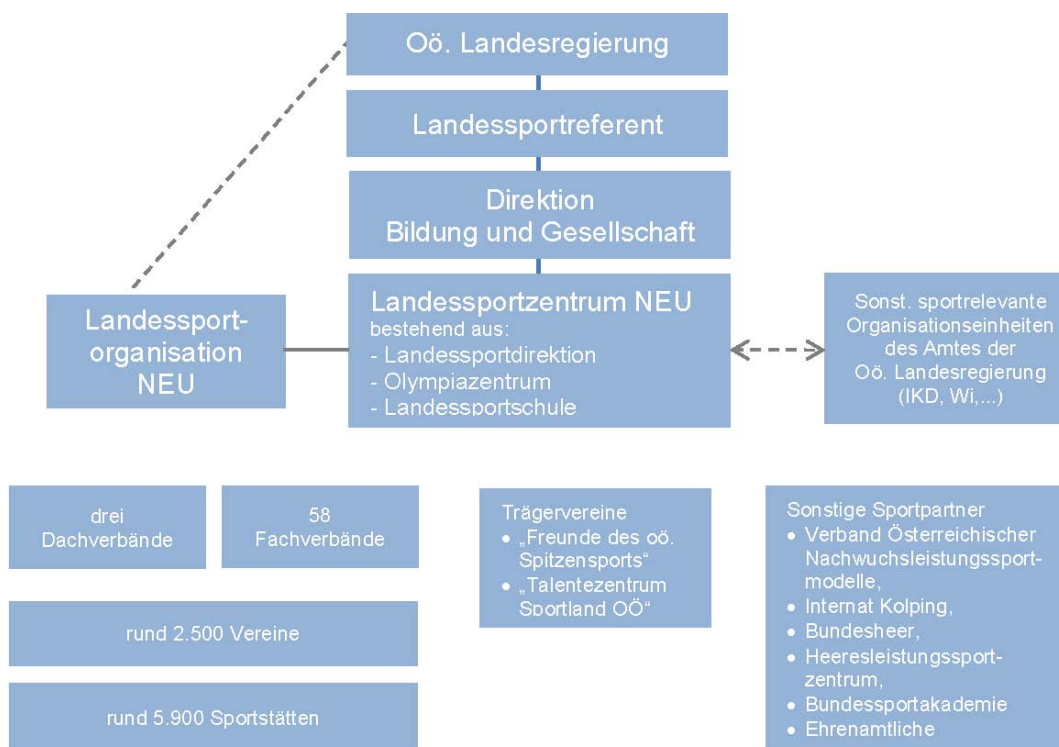 Oö. Landesregierung
Landessportreferent
Direktion
Bildung und Gesellschaft
Landessport-
organisation
NEU
Landessportzentrum NEU
bestehend aus:
- Landessportdirektion
- Olympiazentrum
- Landessportschule
Sonst. sportrelevante
Organisationseinheiten
des Amtes der
Oö. Landesregierung
(IKD, Wi,...)
drei
Dachverbände
58
Fachverbände
rund 2.500 Vereine
rund 5.900 Sportstätten
Trägervereine
• „Freunde des oö.
Spitzensports“
• „Talentezentrum
Sportland OÖ“
Sonstige Sportpartner
• Verband Österreichischer
Nachwuchsleistungssport-
modelle,
• Internat Kolping,
• Bundesheer,
• Heeresleistungssport-
zentrum,
• Bundessportakademie
• Ehrenamtliche